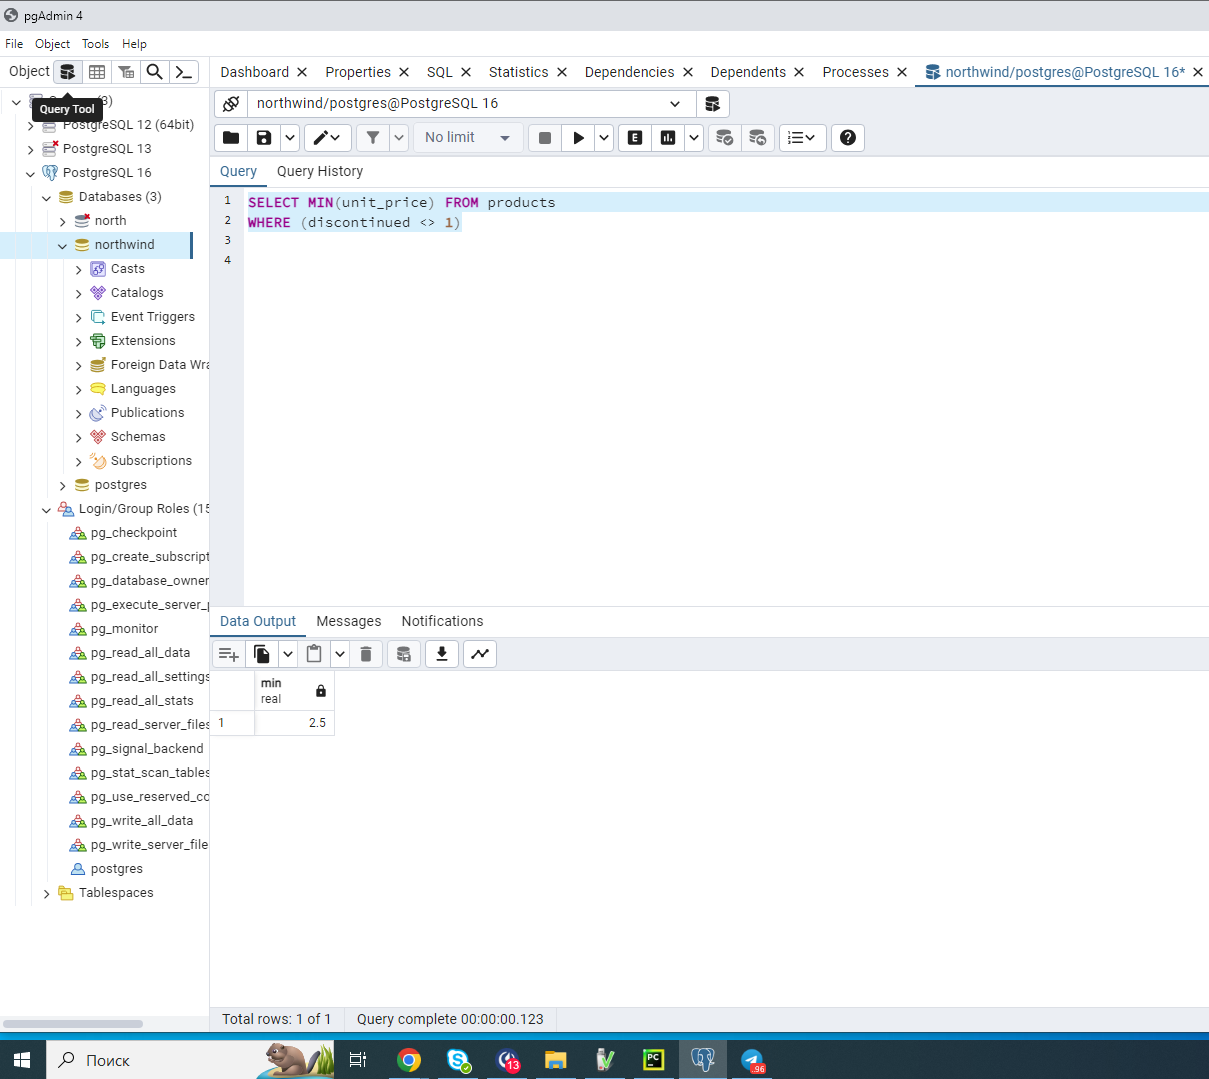 pgAdmin 4
File Object Tools Help
Object
Query Tool
(3)
PostgreSQL 12 (64bit)
PostgreSQL 13
PostgreSQL 16
Databases (3)
north
northwind
Casts
Catalogs
Event Triggers
Extensions
Foreign Data Wra
Languages
Publications
Schemas
Subscriptions
postgres
Login/Group Roles (15
pg_checkpoint
pg_create_subscript
pg_database_owner
pg_execute_server_p
pg_monitor
pg_read_all_data
pg_read_all_settings
pg_read_all_stats
pg_read_server_files
pg_signal_backend
pg_stat_scan_tables
pg_use_reserved_co
pg_write_all_data
pg_write_server_file
postgres
Tablespaces
Dashboard Properties SQL Statistics Dependencies Dependents Processes northwind/postgres@PostgreSQL 16*
northwind/postgres@PostgreSQL 16
No limit E
Query Query History
1 SELECT MIN(unit_price) FROM products
2 WHERE (discontinued <> 1)
3
4
Data Output Messages Notifications
min
real
1 2.5
Total rows: 1 of 1 Query complete 00:00:00.123
Поиск
13
PC
96